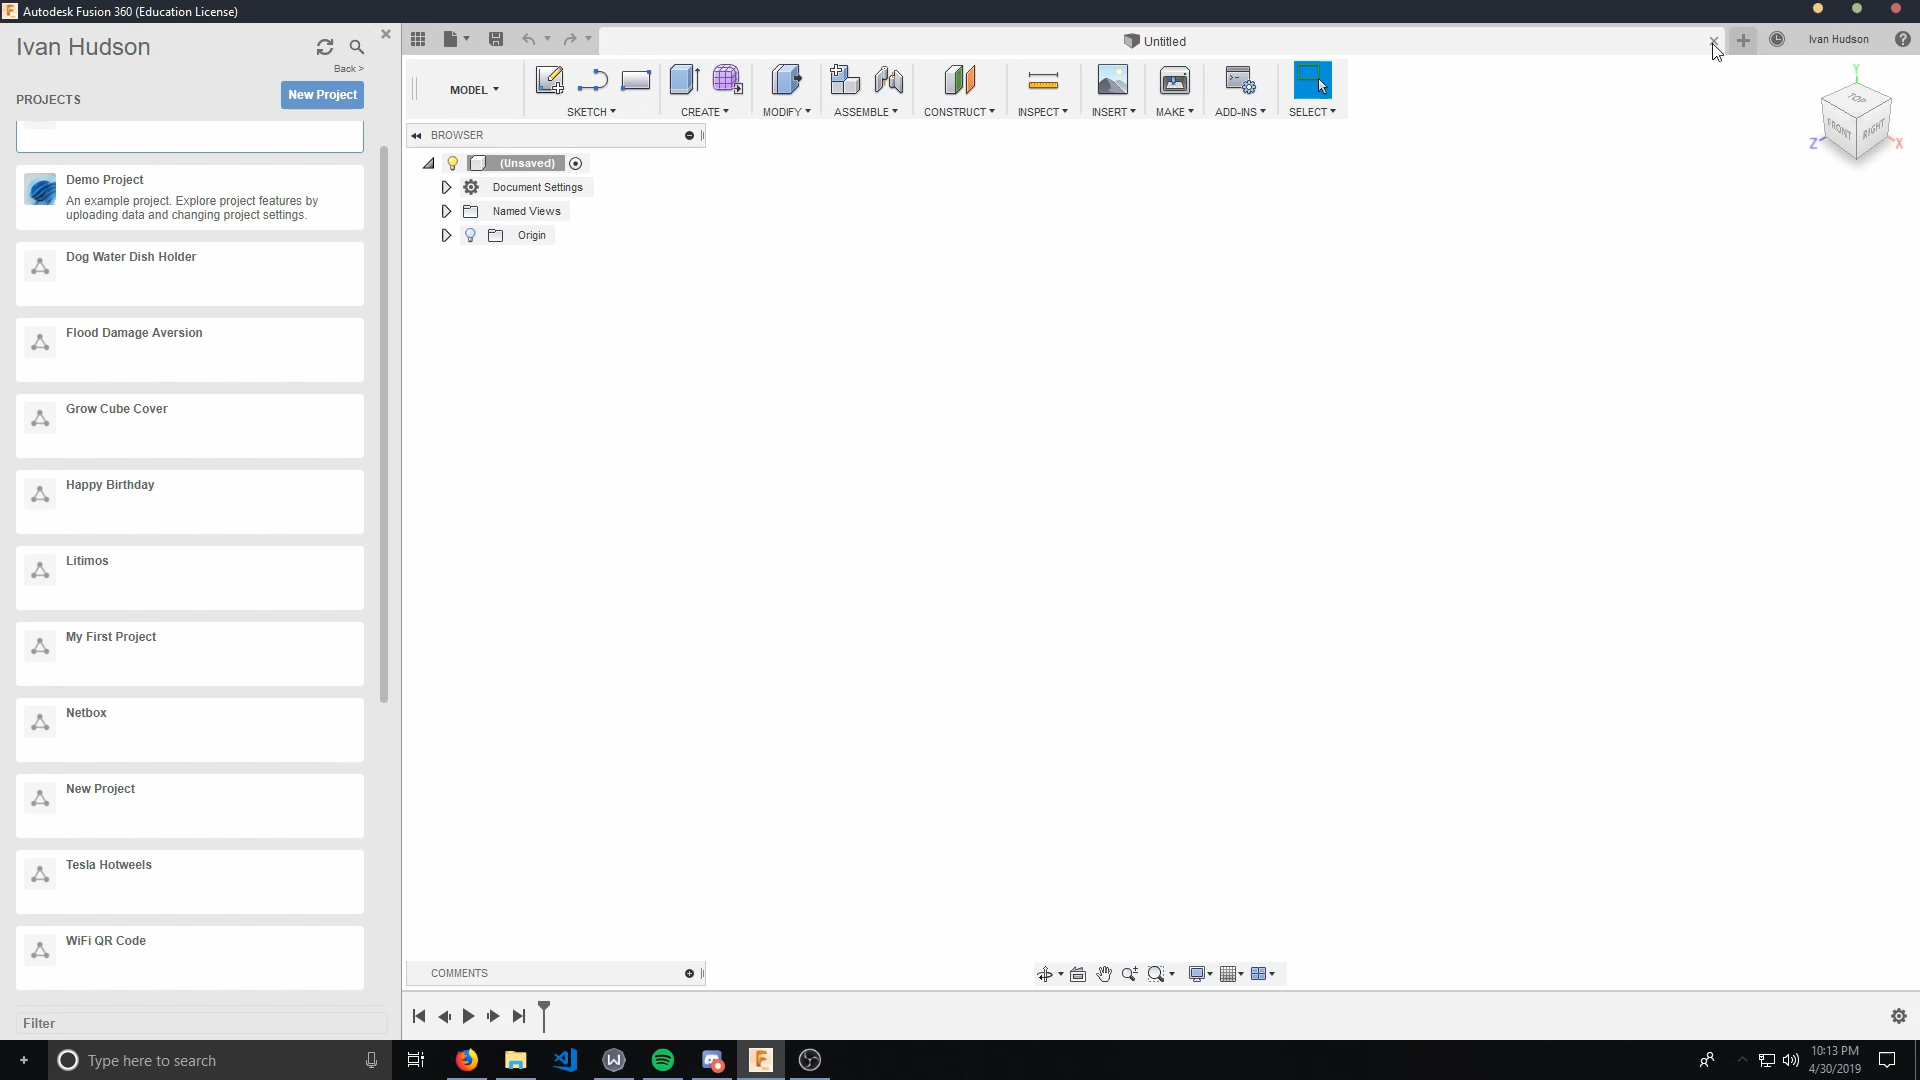 Autodesk Fusion 360 (Education License)
Ivan Hudson
Back >
PROJECTS
New Project
Demo Project
An example project. Explore project features by
uploading data and changing project settings.
Dog Water Dish Holder
Flood Damage Aversion
Grow Cube Cover
Happy Birthday
Litimos
My First Project
Netbox
New Project
Tesla Hotweels
WiFi QR Code
Filter
Untitled
Ivan Hudson
MODEL
SKETCH
CREATE
MODIFY
ASSEMBLE
CONSTRUCT
INSPECT
INSERT
MAKE
ADD-INS
SELECT
BROWSER
(Unsaved)
Document Settings
Named Views
Origin
Y
TOP
FRONT
RIGHT
Z
X
COMMENTS
Type here to search
10:13 PM
4/30/2019